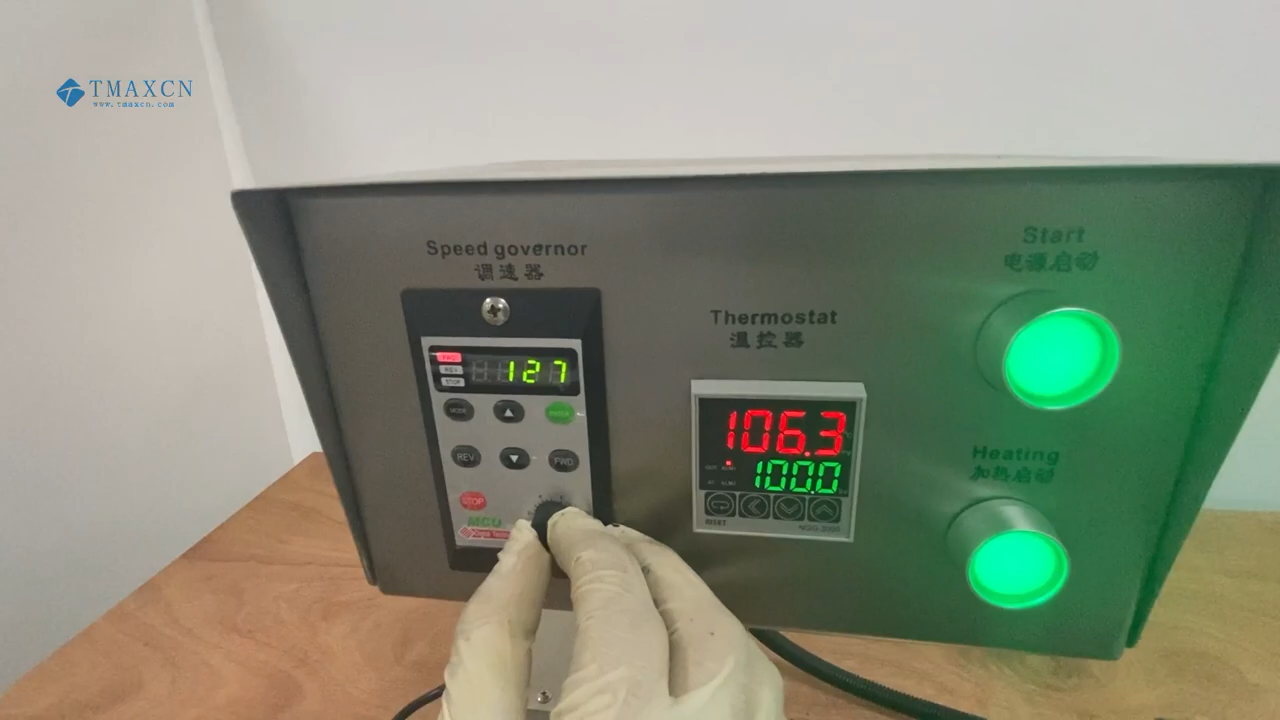 TMAXCN
www.tmaxcn.com
Speed governor
调速器
127
REV
STOP
MODE
ENTER
REV
FWD
STOP
MCU
Thermostat
温控器
106.3
100.0
Start
电源启动
Heating
加热启动